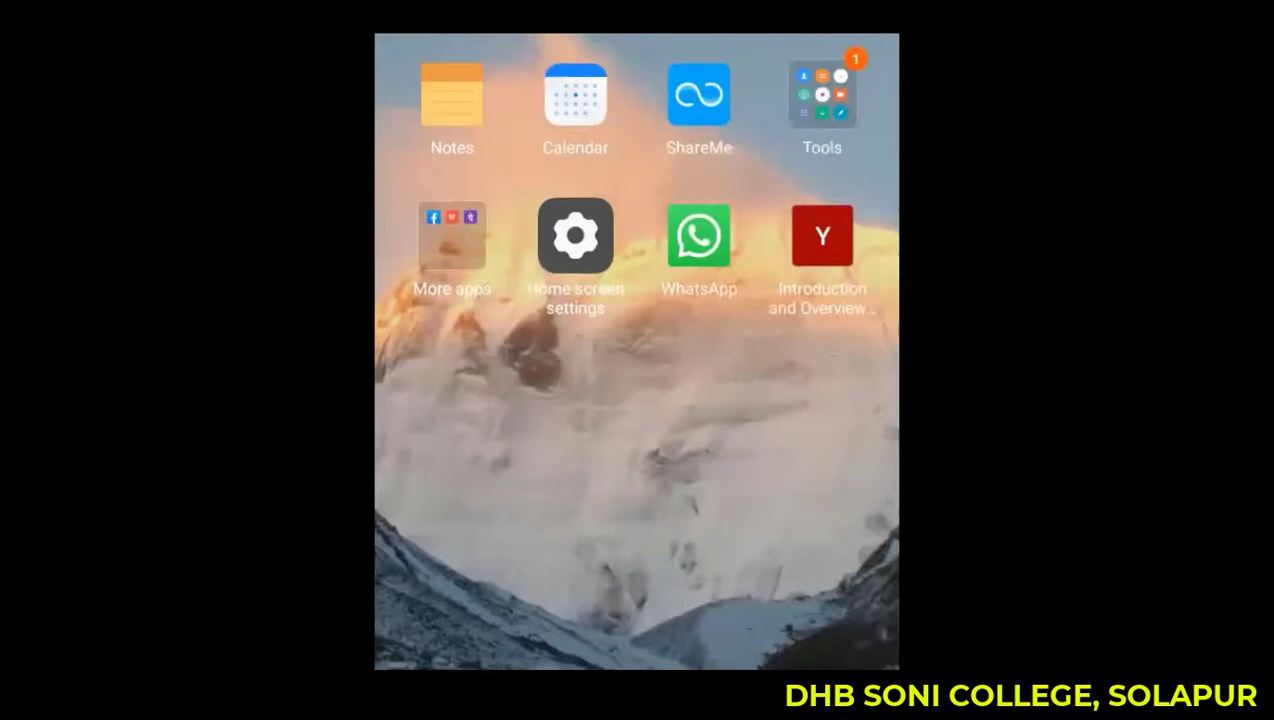 1
Notes
Calendar
ShareMe
Tools
More apps
Home screen
settings
WhatsApp
Y
Introduction
and Overview...
DHB SONI COLLEGE, SOLAPUR